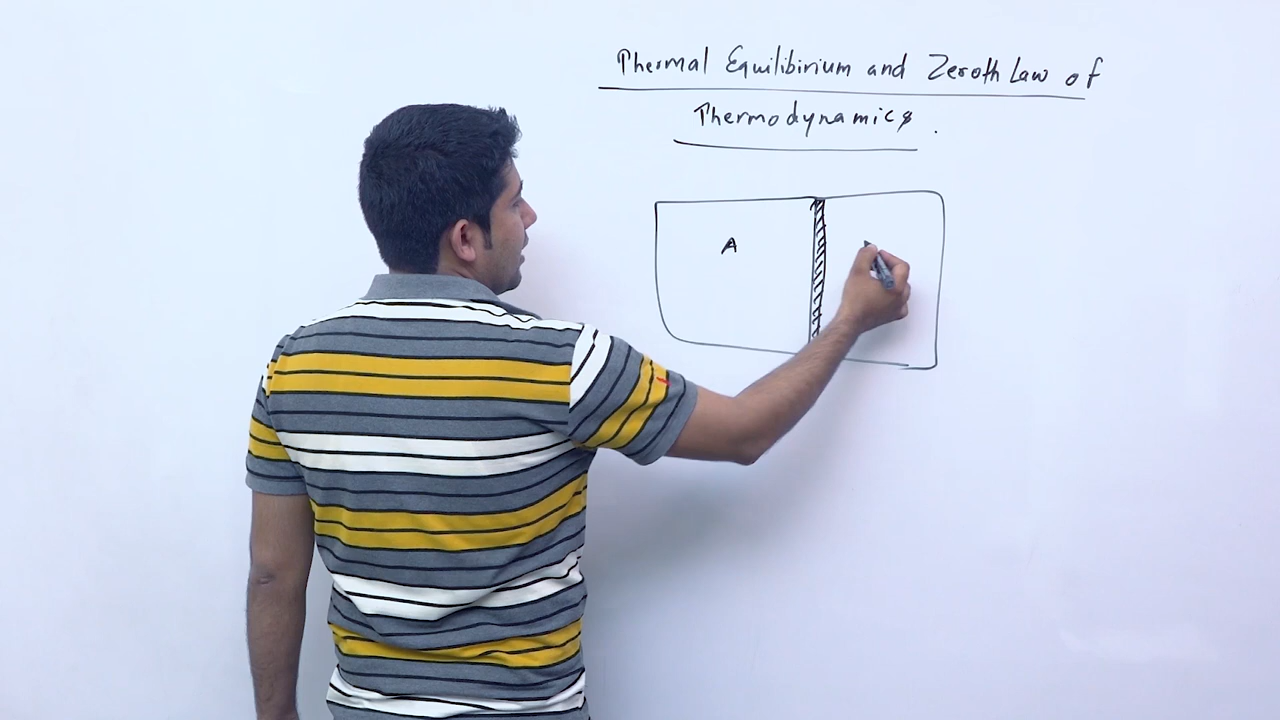 Thermal Equilibirium and Zeroth Law of
Thermodynamics.
A